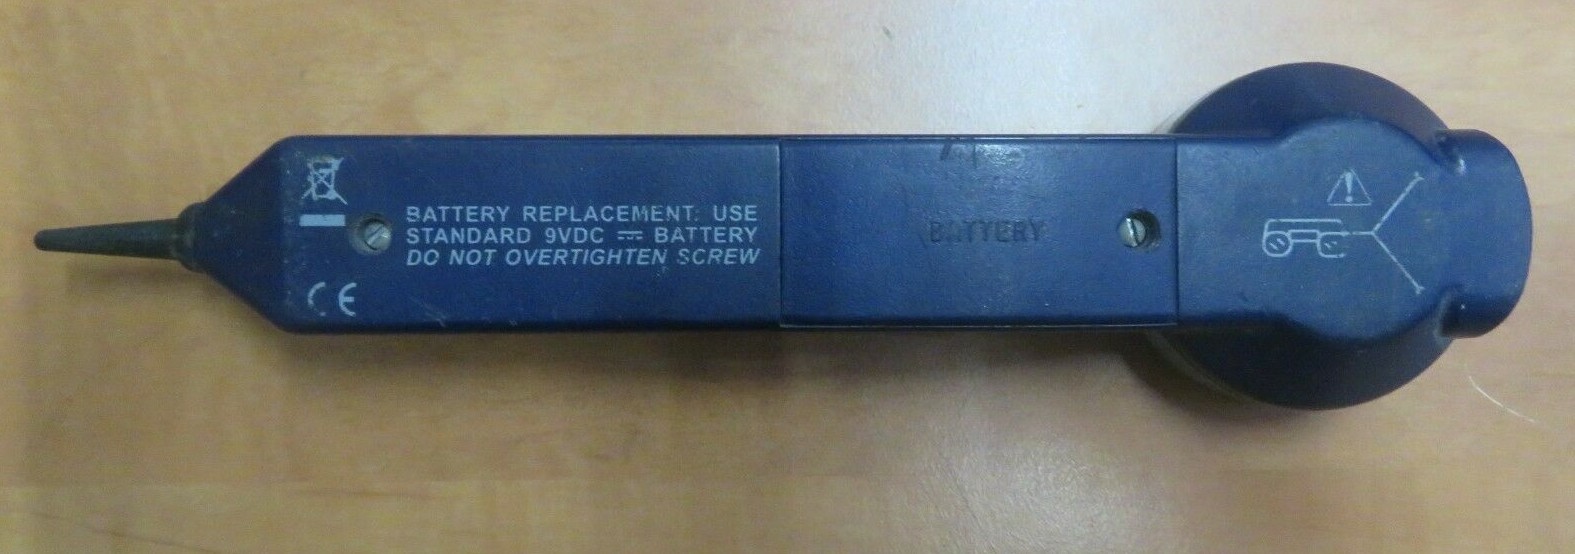 BATTERY REPLACEMENT: USE
STANDARD 9VDC ⎓ BATTERY
DO NOT OVERTIGHTEN SCREW
CE
BATTERY